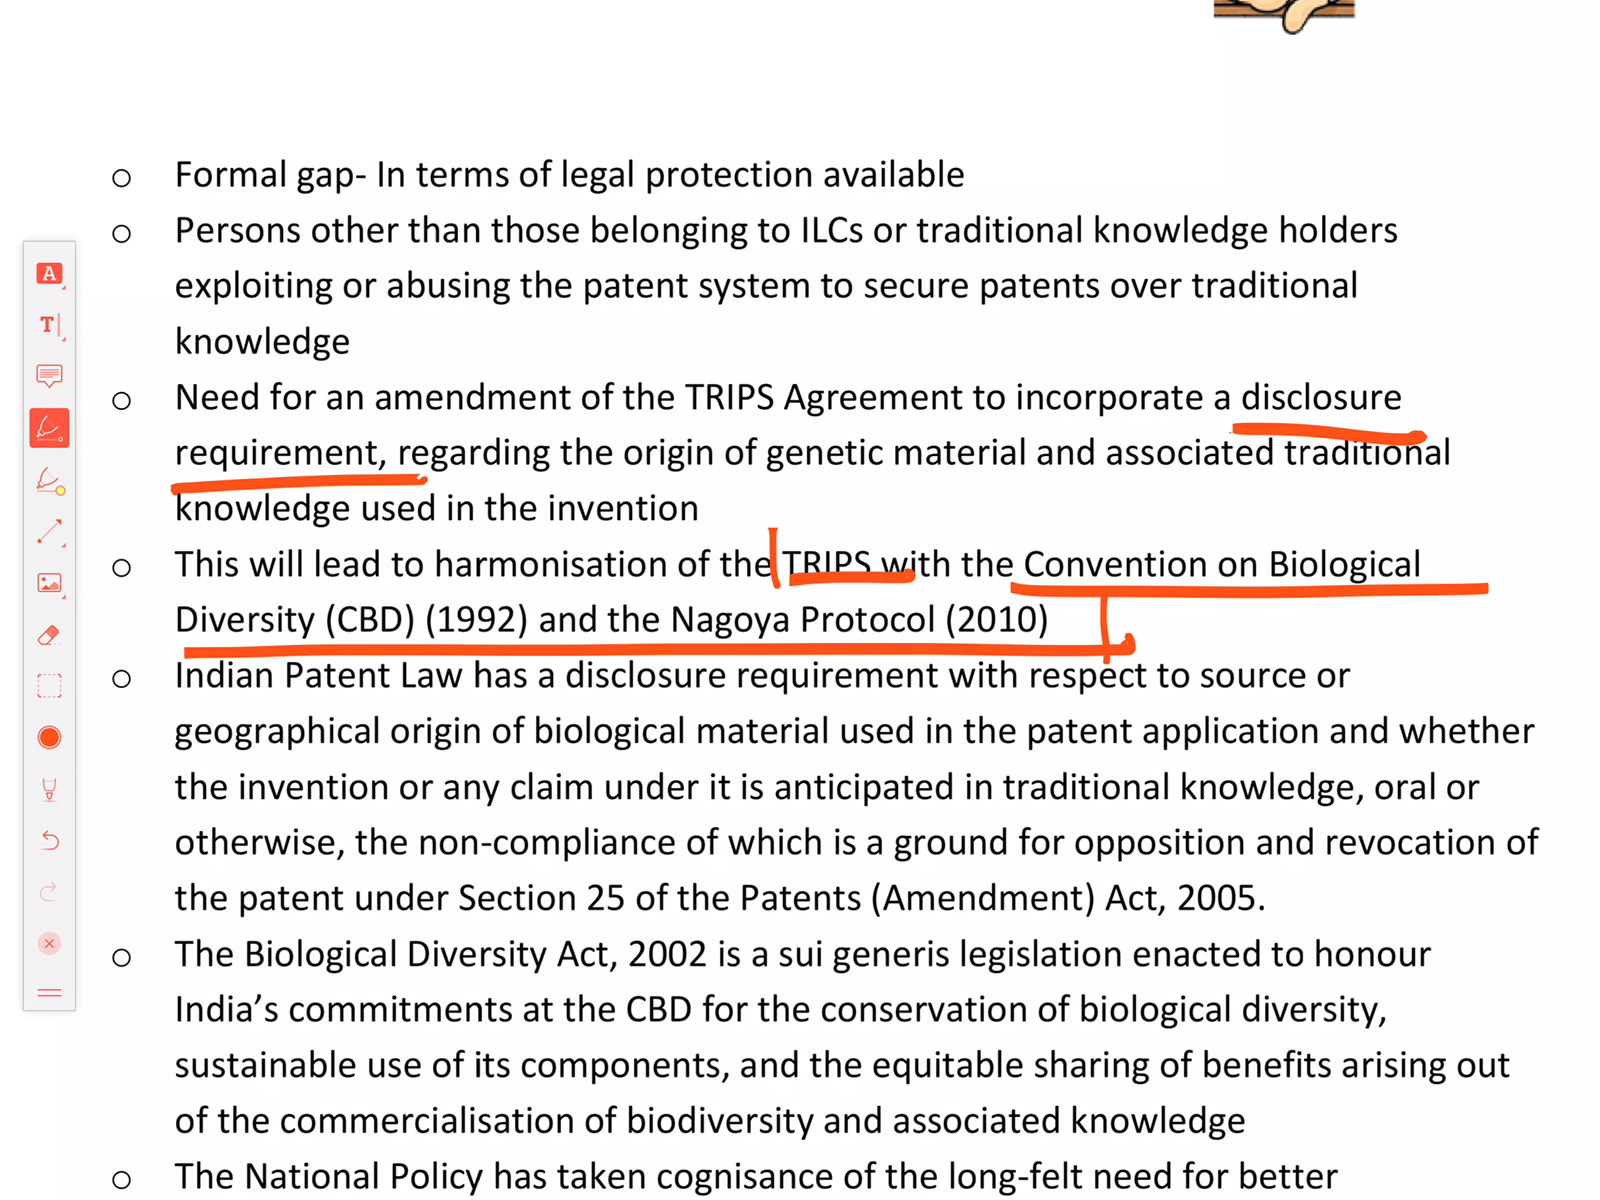 o Formal gap- In terms of legal protection available
o Persons other than those belonging to ILCs or traditional knowledge holders
exploiting or abusing the patent system to secure patents over traditional
knowledge
o Need for an amendment of the TRIPS Agreement to incorporate a disclosure
requirement, regarding the origin of genetic material and associated traditional
knowledge used in the invention
o This will lead to harmonisation of the TRIPS with the Convention on Biological
Diversity (CBD) (1992) and the Nagoya Protocol (2010)
o Indian Patent Law has a disclosure requirement with respect to source or
geographical origin of biological material used in the patent application and whether
the invention or any claim under it is anticipated in traditional knowledge, oral or
otherwise, the non-compliance of which is a ground for opposition and revocation of
the patent under Section 25 of the Patents (Amendment) Act, 2005.
o The Biological Diversity Act, 2002 is a sui generis legislation enacted to honour
India’s commitments at the CBD for the conservation of biological diversity,
sustainable use of its components, and the equitable sharing of benefits arising out
of the commercialisation of biodiversity and associated knowledge
o The National Policy has taken cognisance of the long-felt need for better
A
T